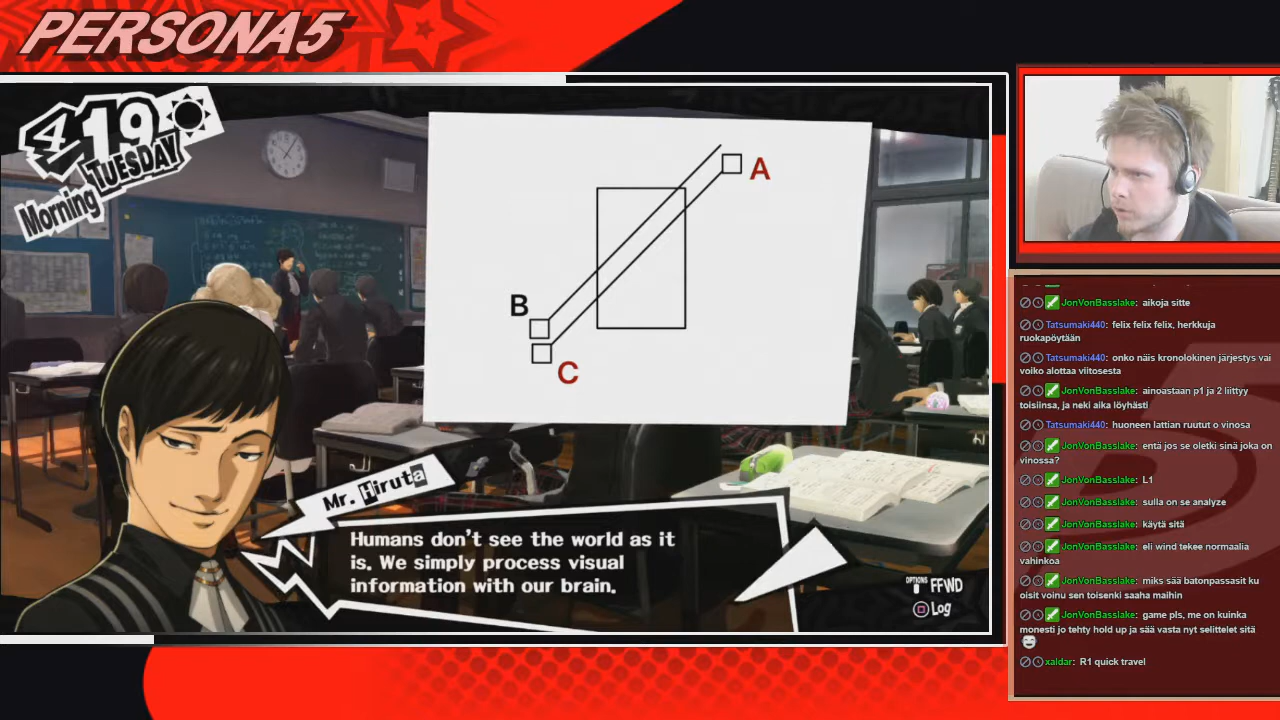 PERSONA5
4 19
TUESDAY
Morning
A
B
C
Mr. Hiruta
Humans don't see the world as it
is. We simply process visual
information with our brain.
OPTIONS FFWD
Log
JonVonBasslake: aikoja sitte
Tatsumaki440: felix felix felix, herkkuja
ruokapöytään
Tatsumaki440: onko näis kronolokinen järjestys vai
voiko alottaa viitosesta
JonVonBasslake: ainoastaan p1 ja 2 liittyy
toisiinsa, ja neki aika löyhästi
Tatsumaki440: huoneen lattian ruutut o vinosa
JonVonBasslake: entä jos se oletki sinä joka on
vinossa?
JonVonBasslake: L1
JonVonBasslake: sulla on se analyze
JonVonBasslake: käytä sitä
JonVonBasslake: eli wind tekee normaalia
vahinkoa
JonVonBasslake: miks sää batonpassasit ku
oisit voinu sen toisenki saaha maihin
JonVonBasslake: game pls, me on kuinka
monesti jo tehty hold up ja sää vasta nyt selittelet sitä
xaldar: R1 quick travel